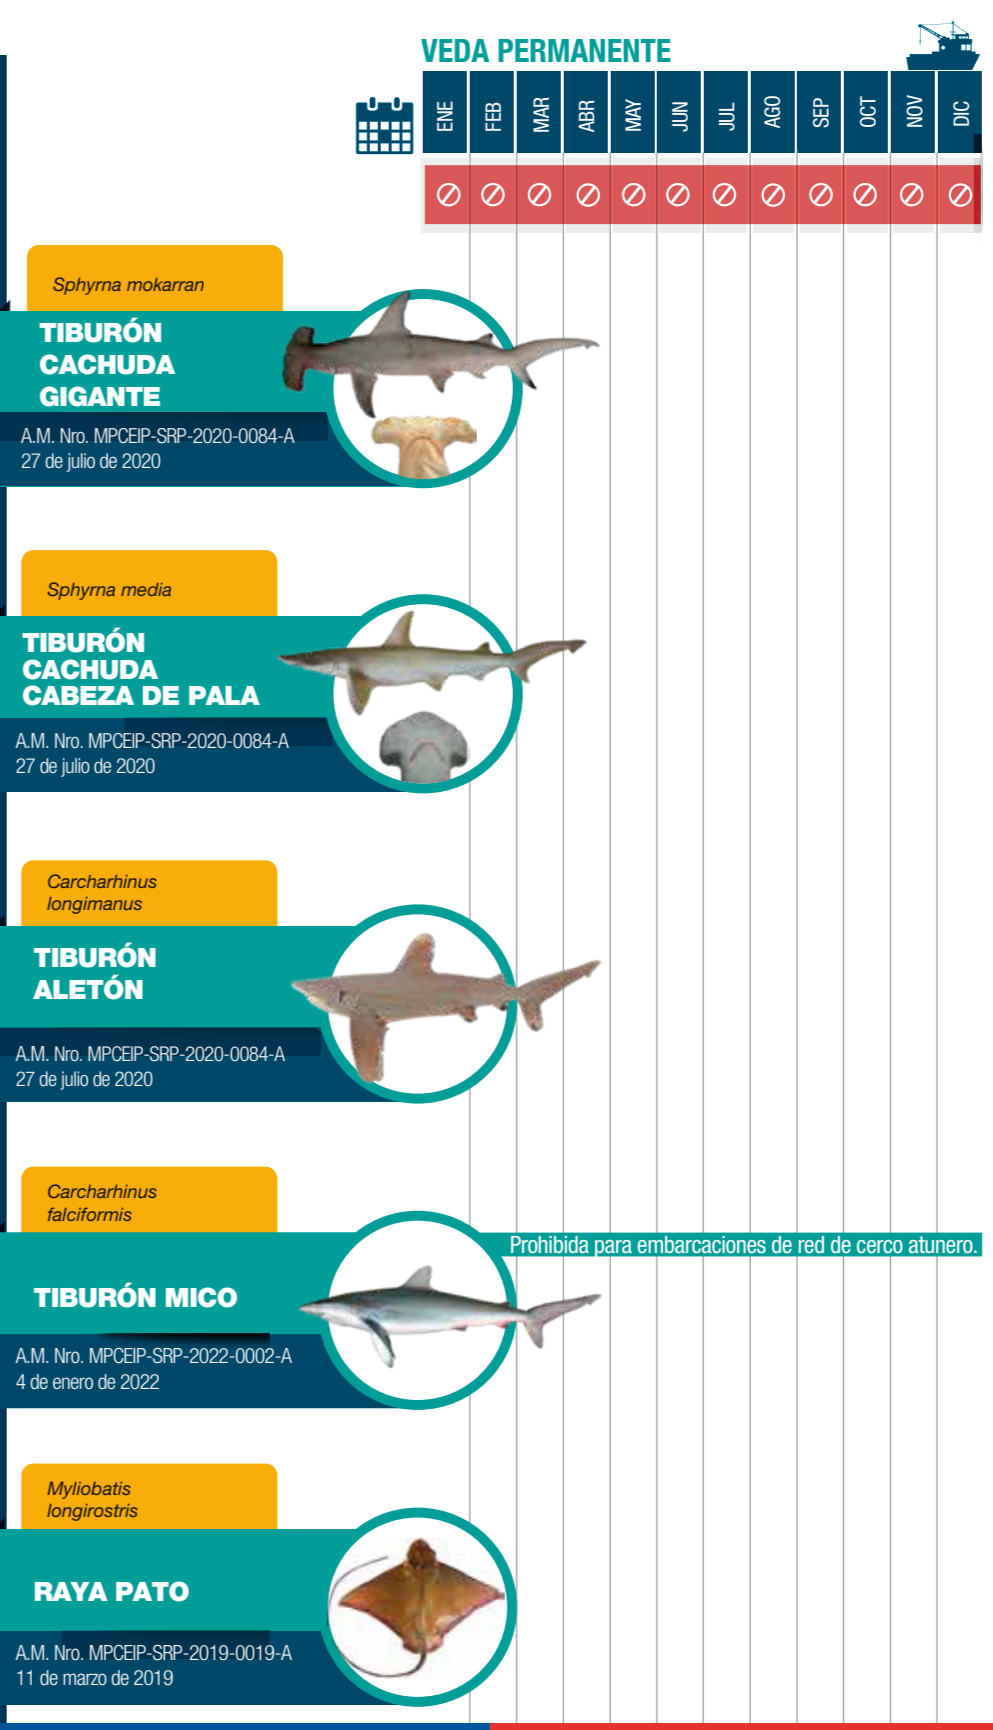 VEDA PERMANENTE
ENE FEB MAR ABR MAY JUN JUL AGO SEP OCT NOV DIC
Sphyrna mokarran
TIBURÓN
CACHUDA
GIGANTE
A.M. Nro. MPCEIP-SRP-2020-0084-A
27 de julio de 2020
Sphyrna media
TIBURÓN
CACHUDA
CABEZA DE PALA
A.M. Nro. MPCEIP-SRP-2020-0084-A
27 de julio de 2020
Carcharhinus
longimanus
TIBURÓN
ALETÓN
A.M. Nro. MPCEIP-SRP-2020-0084-A
27 de julio de 2020
Carcharhinus
falciformis
Prohibida para embarcaciones de red de cerco atunero.
TIBURÓN MICO
A.M. Nro. MPCEIP-SRP-2022-0002-A
4 de enero de 2022
Myliobatis
longirostris
RAYA PATO
A.M. Nro. MPCEIP-SRP-2019-0019-A
11 de marzo de 2019